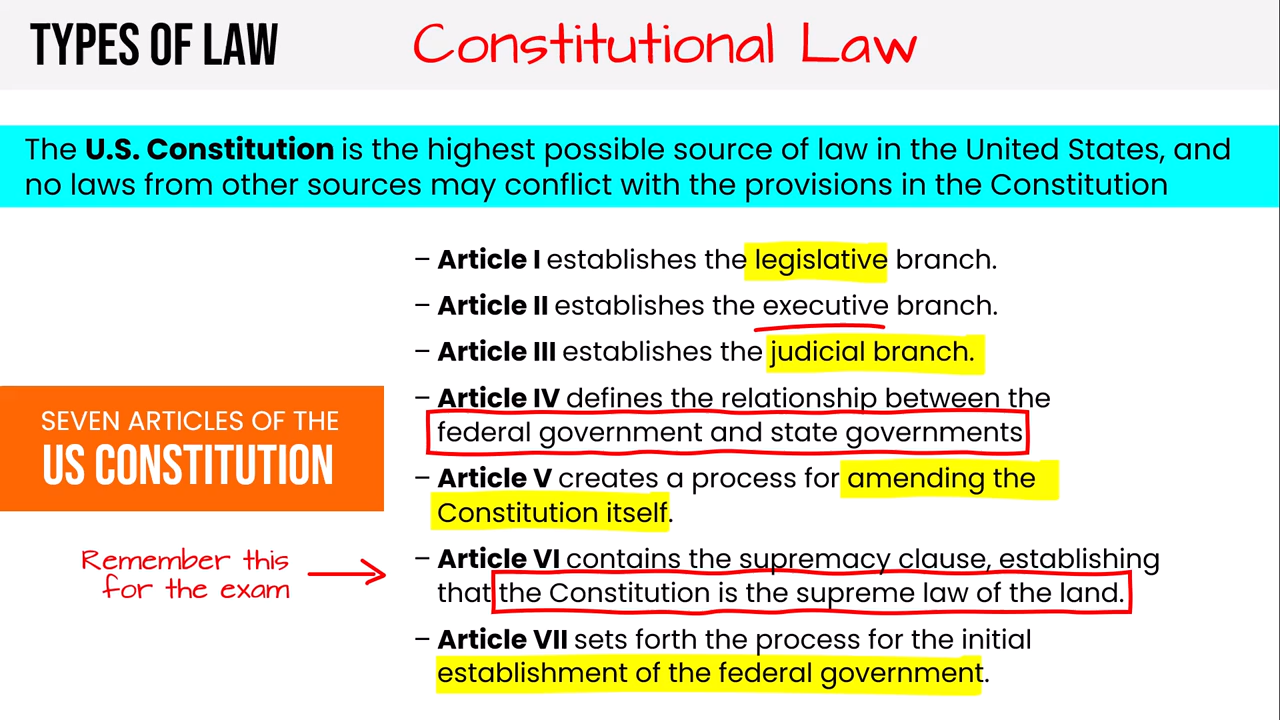 TYPES OF LAW
Constitutional Law
The U.S. Constitution is the highest possible source of law in the United States, and
no laws from other sources may conflict with the provisions in the Constitution
– Article I establishes the legislative branch.
– Article II establishes the executive branch.
– Article III establishes the judicial branch.
– Article IV defines the relationship between the
federal government and state governments
– Article V creates a process for amending the
Constitution itself.
– Article VI contains the supremacy clause, establishing
that the Constitution is the supreme law of the land.
– Article VII sets forth the process for the initial
establishment of the federal government.
SEVEN ARTICLES OF THE
US CONSTITUTION
Remember this
for the exam